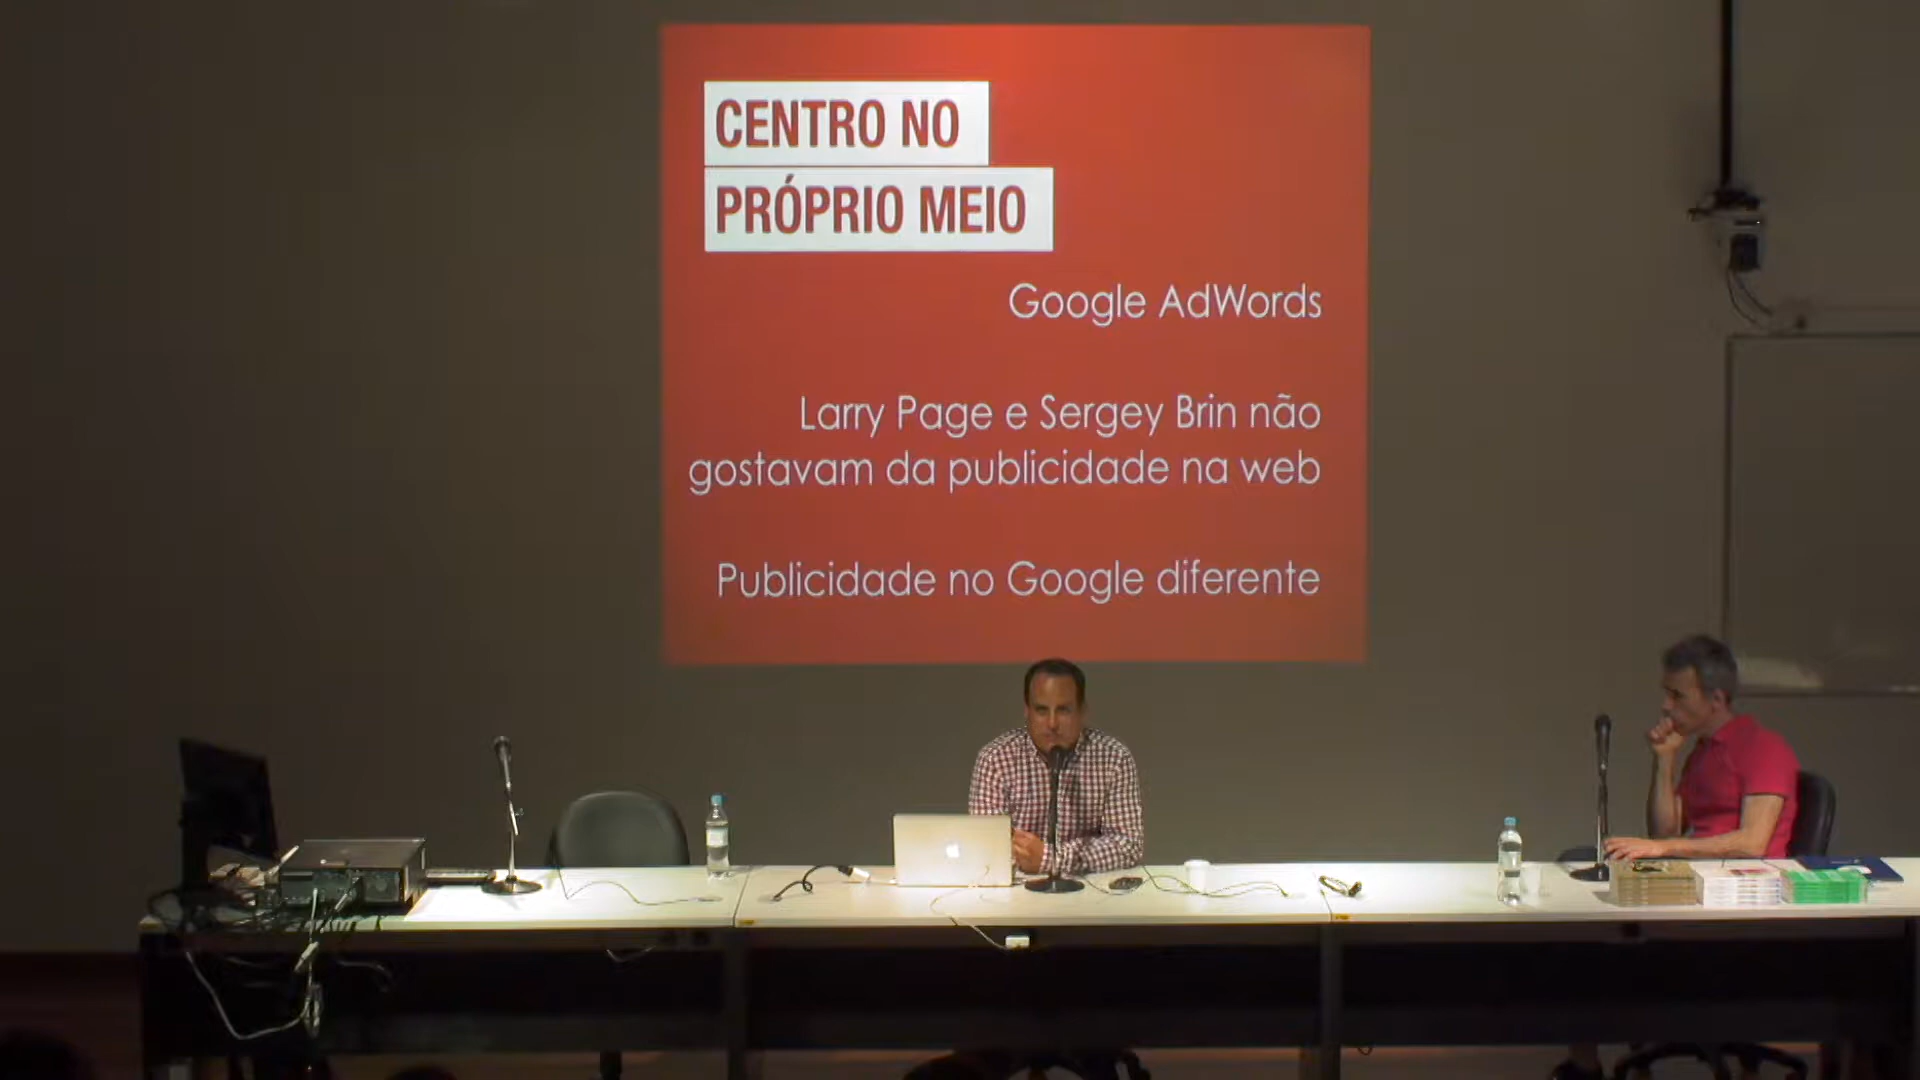 CENTRO NO
PRÓPRIO MEIO
Google AdWords
Larry Page e Sergey Brin não
gostavam da publicidade na web
Publicidade no Google diferente